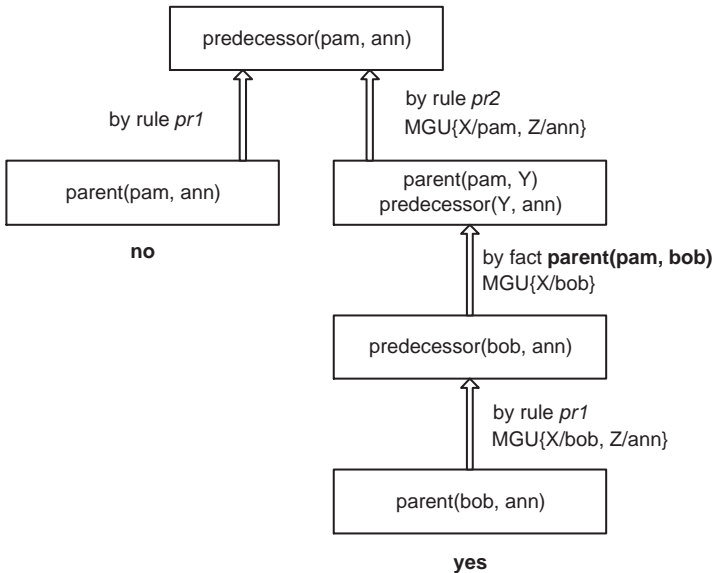 predecessor(pam, ann)
by rule pr1
by rule pr2
MGU{X/pam, Z/ann}
parent(pam, ann)
no
parent(pam, Y)
predecessor(Y, ann)
by fact parent(pam, bob)
MGU{X/bob}
predecessor(bob, ann)
by rule pr1
MGU{X/bob, Z/ann}
parent(bob, ann)
yes